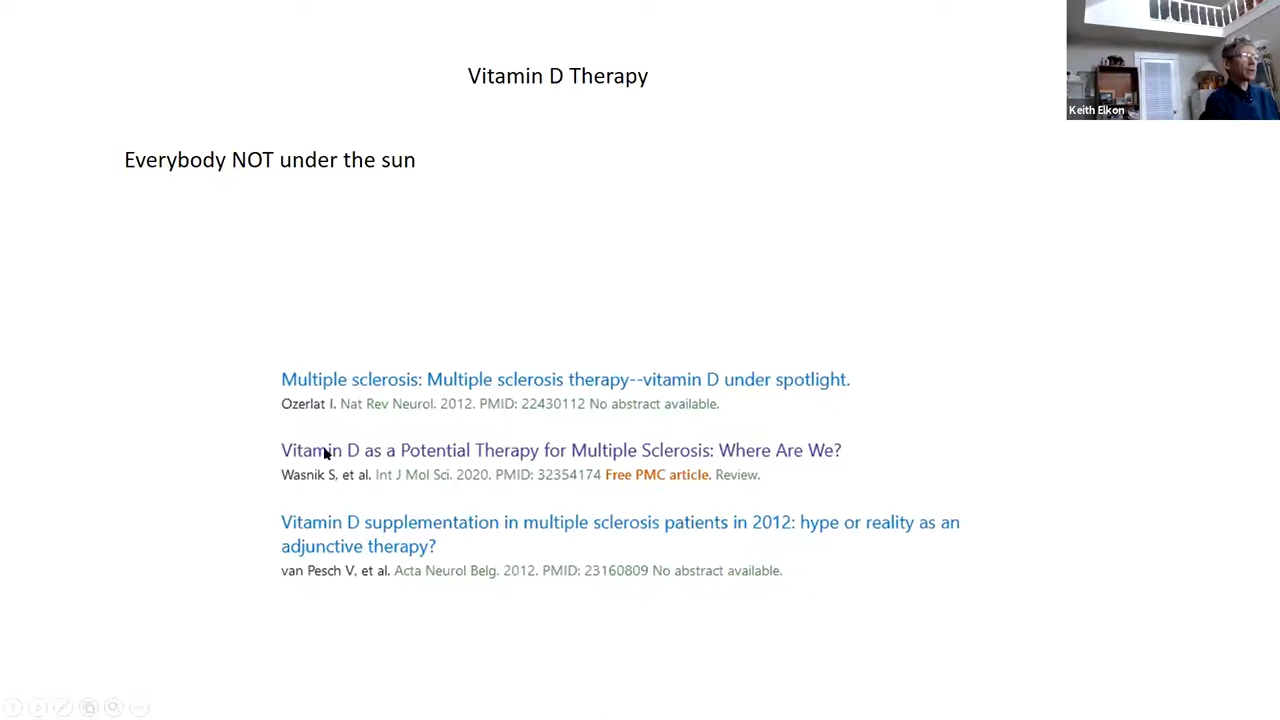 Vitamin D Therapy
Keith Elkon
Everybody NOT under the sun
Multiple sclerosis: Multiple sclerosis therapy--vitamin D under spotlight.
Ozerlat I. Nat Rev Neurol. 2012. PMID: 22430112 No abstract available.
Vitamin D as a Potential Therapy for Multiple Sclerosis: Where Are We?
Wasnik S, et al. Int J Mol Sci. 2020. PMID: 32354174 Free PMC article. Review.
Vitamin D supplementation in multiple sclerosis patients in 2012: hype or reality as an
adjunctive therapy?
van Pesch V, et al. Acta Neurol Belg. 2012. PMID: 23160809 No abstract available.